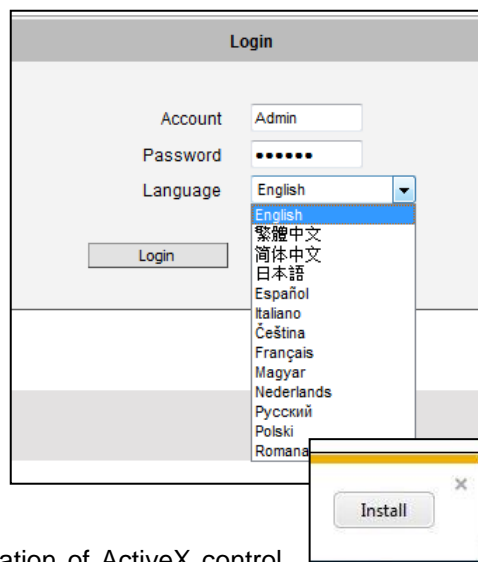 Login
Account Admin
Password ••••••
Language English
English
繁體中文
Login
简体中文
日本語
Español
Italiano
Čeština
Français
Magyar
Nederlands
Русский
Polski
Romana
Install
of ActiveX control